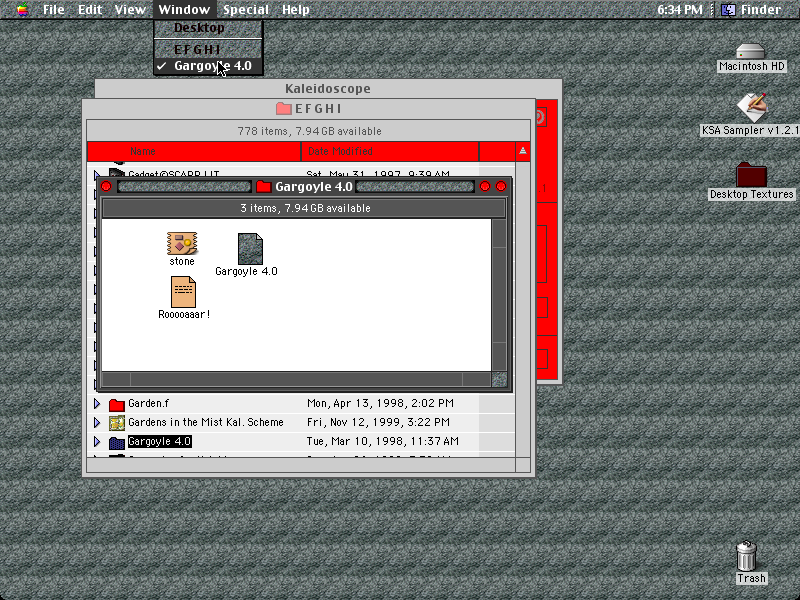 File Edit View Window Special Help 6:34 PM Finder
Desktop
E F G H I
✓ Gargoyle 4.0
Macintosh HD
KSA Sampler v1.2.1
Desktop Textures
Trash
Kaleidoscope
E F G H I
778 items, 7.94 GB available
Name Date Modified
Gadget©SCARR LIT Sat, May 31, 1997, 9:39 AM
Gargoyle 4.0
3 items, 7.94 GB available
stone
Gargoyle 4.0
Rooooaaar!
Garden.f Mon, Apr 13, 1998, 2:02 PM
Gardens in the Mist Kal. Scheme Fri, Nov 12, 1999, 3:22 PM
Gargoyle 4.0 Tue, Mar 10, 1998, 11:37 AM